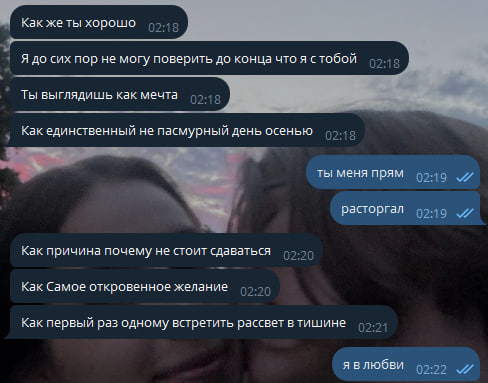 Как же ты хорошо 02:18
Я до сих пор не могу поверить до конца что я с тобой 02:18
Ты выглядишь как мечта 02:18
Как единственный не пасмурный день осенью 02:18
ты меня прям 02:19
расторгал 02:19
Как причина почему не стоит сдаваться 02:20
Как Самое откровенное желание 02:20
Как первый раз одному встретить рассвет в тишине 02:21
я в любви 02:22